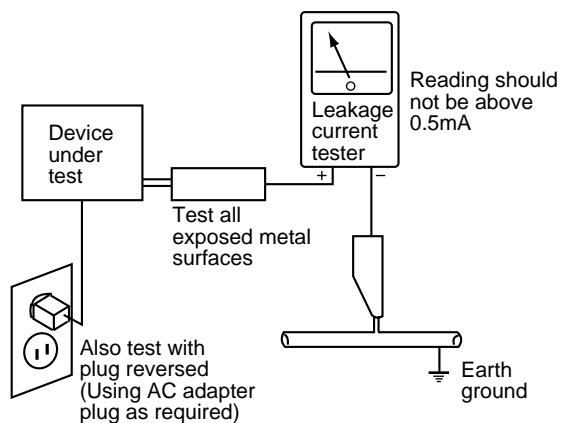 Device
under
test
Leakage
current
tester
+
−
Reading should
not be above
0.5mA
Test all
exposed metal
surfaces
Also test with
plug reversed
(Using AC adapter
plug as required)
Earth
ground